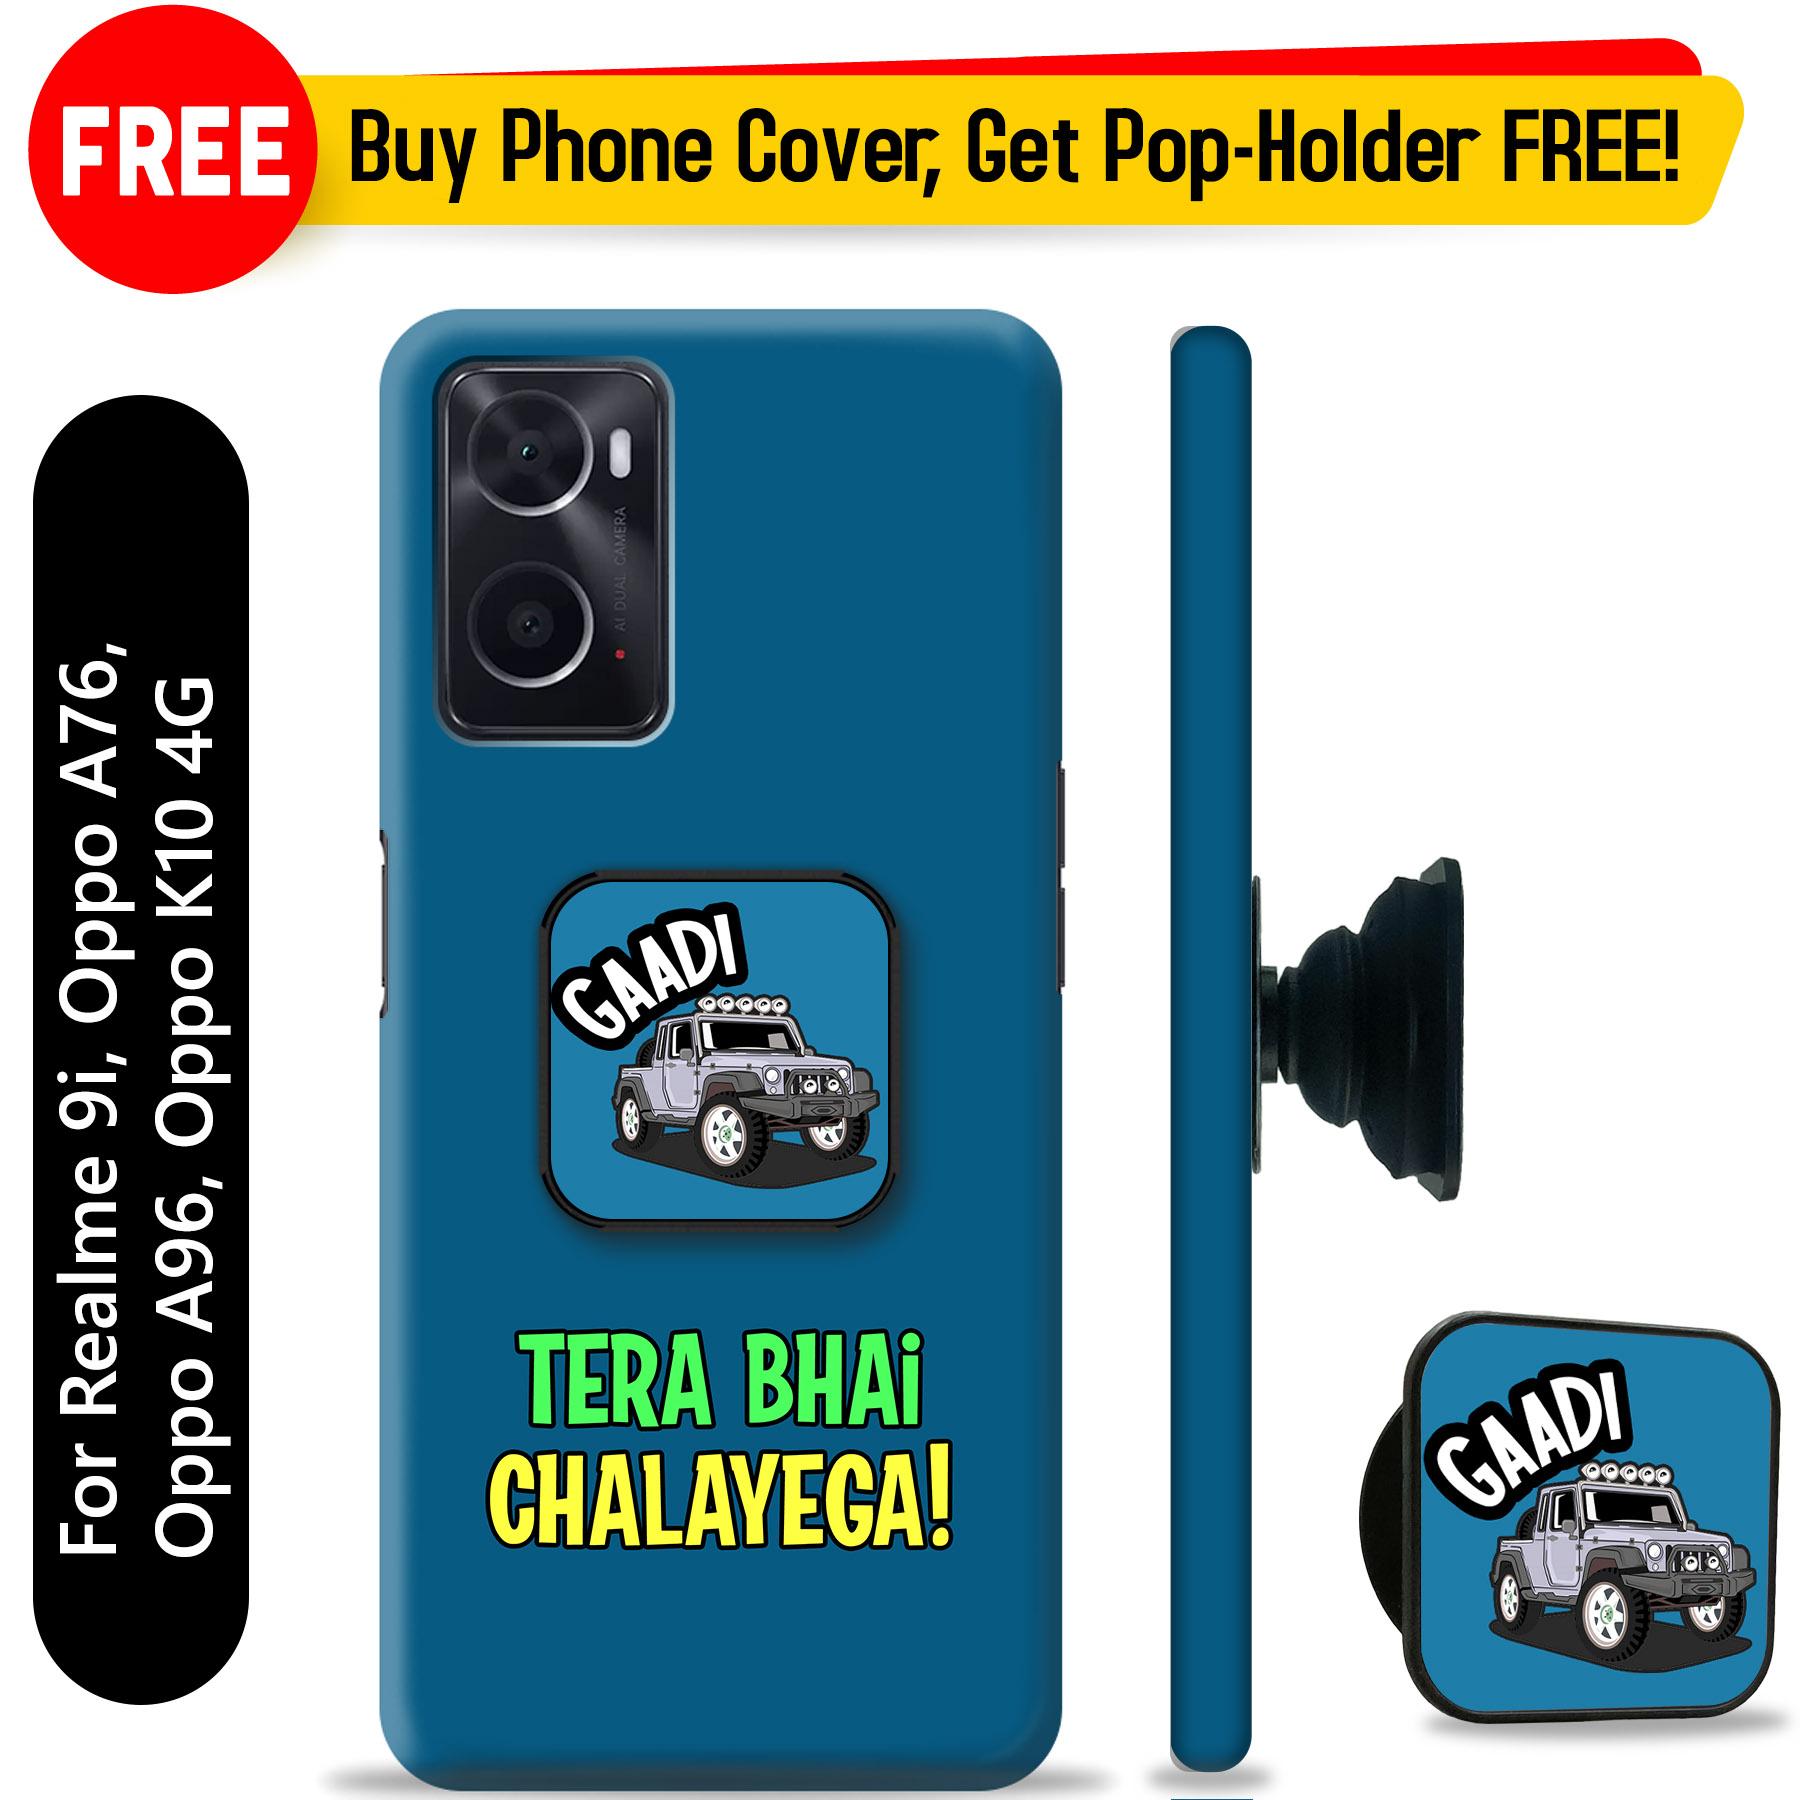 FREE
Buy Phone Cover, Get Pop-Holder FREE!
For Realme 9i, Oppo A76,
Oppo A96, Oppo K10 4G
AI DUAL CAMERA
GAADI
TERA BHAi
CHALAYEGA!
GAADI